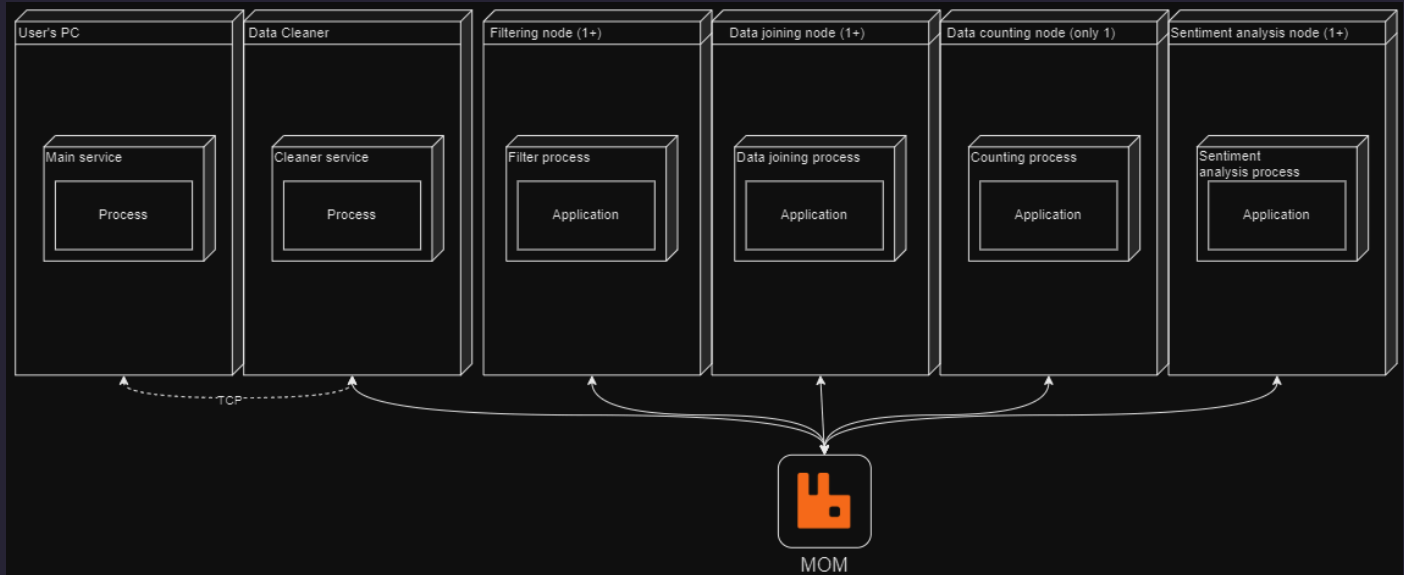 User's PC
Data Cleaner
Filtering node (1+)
Data joining node (1+)
Data counting node (only 1)
Sentiment analysis node (1+)
Main service
Process
Cleaner service
Process
Filter process
Application
Data joining process
Application
Counting process
Application
Sentiment
analysis process
Application
TCP
MOM